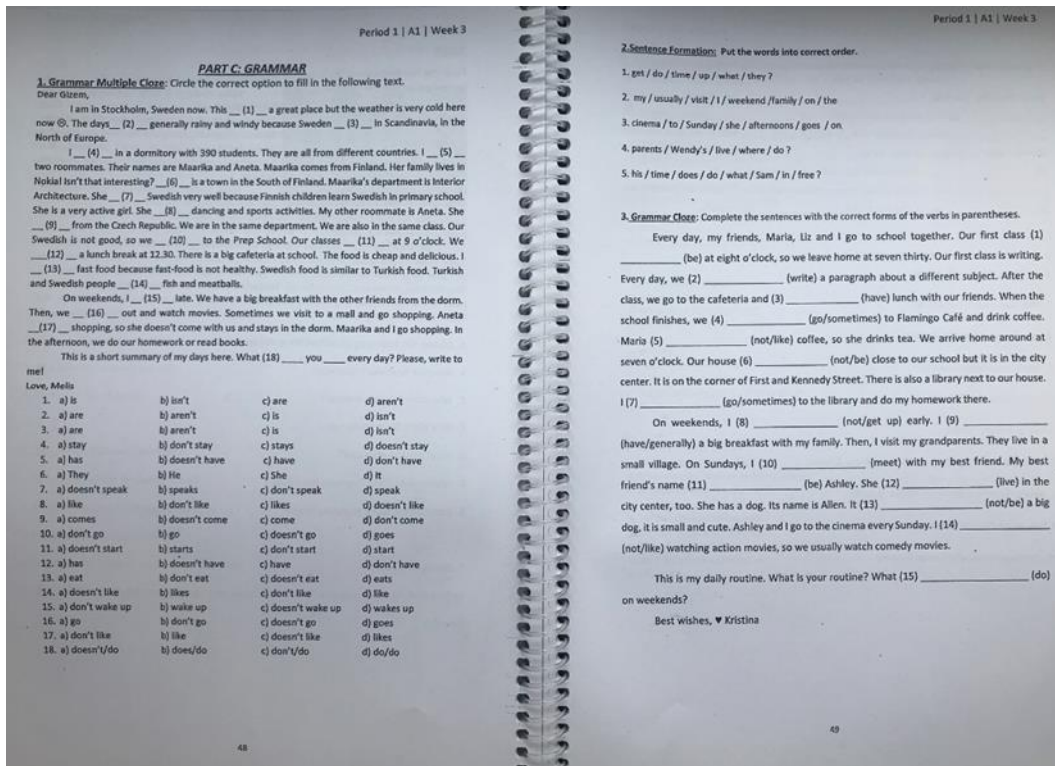 Period 1 | A1 | Week 3
PART C: GRAMMAR
1. Grammar Multiple Cloze: Circle the correct option to fill in the following text.
Dear Gizem,
I am in Stockholm, Sweden now. This __ (1) __ a great place but the weather is very cold here
now ☹. The days__ (2) __ generally rainy and windy because Sweden __ (3) __ in Scandinavia, in the
North of Europe.
I __ (4) __ in a dormitory with 390 students. They are all from different countries. I __ (5) __
two roommates. Their names are Maarika and Aneta. Maarika comes from Finland. Her family lives in
Nokia! Isn't that interesting? __(6) __ is a town in the South of Finland. Maarika's department is Interior
Architecture. She __ (7) __ Swedish very well because Finnish children learn Swedish in primary school.
She is a very active girl. She __(8) __ dancing and sports activities. My other roommate is Aneta. She
__ (9) __ from the Czech Republic. We are in the same department. We are also in the same class. Our
Swedish is not good, so we __ (10) __ to the Prep School. Our classes __ (11) __ at 9 o'clock. We
__(12) __ a lunch break at 12.30. There is a big cafeteria at school. The food is cheap and delicious. I
__ (13) __ fast food because fast-food is not healthy. Swedish food is similar to Turkish food. Turkish
and Swedish people __ (14) __ fish and meatballs.
On weekends, I __ (15) __ late. We have a big breakfast with the other friends from the dorm.
Then, we __ (16) __ out and watch movies. Sometimes we visit to a mall and go shopping. Aneta
__(17) __ shopping, so she doesn't come with us and stays in the dorm. Maarika and I go shopping. In
the afternoon, we do our homework or read books.
This is a short summary of my days here. What (18) ____ you ____ every day? Please, write to
me!
Love, Melis
1. a) is b) isn't c) are d) aren't
2. a) are b) aren't c) is d) isn't
3. a) are b) aren't c) is d) isn't
4. a) stay b) don't stay c) stays d) doesn't stay
5. a) has b) doesn't have c) have d) don't have
6. a) They b) He c) She d) It
7. a) doesn't speak b) speaks c) don't speak d) speak
8. a) like b) don't like c) likes d) doesn't like
9. a) comes b) doesn't come c) come d) don't come
10. a) don't go b) go c) doesn't go d) goes
11. a) doesn't start b) starts c) don't start d) start
12. a) has b) doesn't have c) have d) don't have
13. a) eat b) don't eat c) doesn't eat d) eats
14. a) doesn't like b) likes c) don't like d) like
15. a) don't wake up b) wake up c) doesn't wake up d) wakes up
16. a) go b) don't go c) doesn't go d) goes
17. a) don't like b) like c) doesn't like d) likes
18. a) doesn't/do b) does/do c) don't/do d) do/do
48
Period 1 | A1 | Week 3
2.Sentence Formation: Put the words into correct order.
1. get / do / time / up / what / they ?
2. my / usually / visit / I / weekend /family / on / the
3. cinema / to / Sunday / she / afternoons / goes / on
4. parents / Wendy's / live / where / do ?
5. his / time / does / do / what / Sam / in / free ?
3. Grammar Cloze: Complete the sentences with the correct forms of the verbs in parentheses.
Every day, my friends, Maria, Liz and I go to school together. Our first class (1)
____________ (be) at eight o'clock, so we leave home at seven thirty. Our first class is writing.
Every day, we (2) ____________ (write) a paragraph about a different subject. After the
class, we go to the cafeteria and (3) ____________ (have) lunch with our friends. When the
school finishes, we (4) ____________ (go/sometimes) to Flamingo Café and drink coffee.
Maria (5) ____________ (not/like) coffee, so she drinks tea. We arrive home around at
seven o'clock. Our house (6) ____________ (not/be) close to our school but it is in the city
center. It is on the corner of First and Kennedy Street. There is also a library next to our house.
I (7) ____________ (go/sometimes) to the library and do my homework there.
On weekends, I (8) ____________ (not/get up) early. I (9) ____________
(have/generally) a big breakfast with my family. Then, I visit my grandparents. They live in a
small village. On Sundays, I (10) ____________ (meet) with my best friend. My best
friend's name (11) ____________ (be) Ashley. She (12) ____________ (live) in the
city center, too. She has a dog. Its name is Allen. It (13) ____________ (not/be) a big
dog, it is small and cute. Ashley and I go to the cinema every Sunday. I (14) ____________
(not/like) watching action movies, so we usually watch comedy movies.
This is my daily routine. What is your routine? What (15) ____________ (do)
on weekends?
Best wishes, ♥ Kristina
49